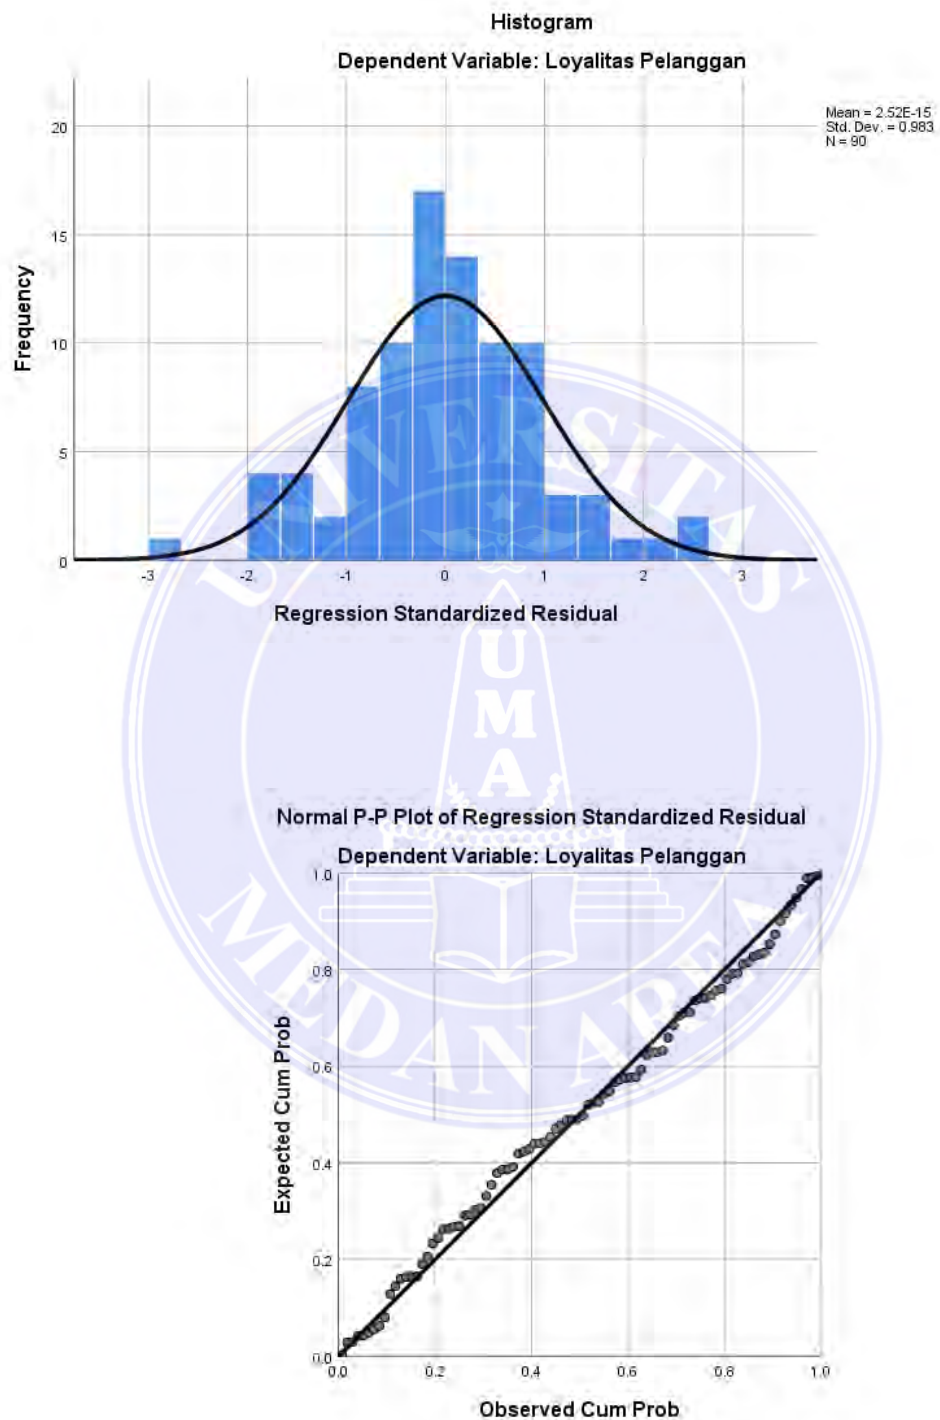 Histogram
Dependent Variable: Loyalitas Pelanggan
Mean = 2.52E-15
Std. Dev. = 0.983
N = 90
Frequency
20
15
10
5
0
-3 -2 -1 0 1 2 3
Regression Standardized Residual
UNIVERSITAS
UMA
MEDAN AREA
Normal P-P Plot of Regression Standardized Residual
Dependent Variable: Loyalitas Pelanggan
Expected Cum Prob
1.0
0.8
0.6
0.4
0.2
0.0
0.0 0.2 0.4 0.6 0.8 1.0
Observed Cum Prob